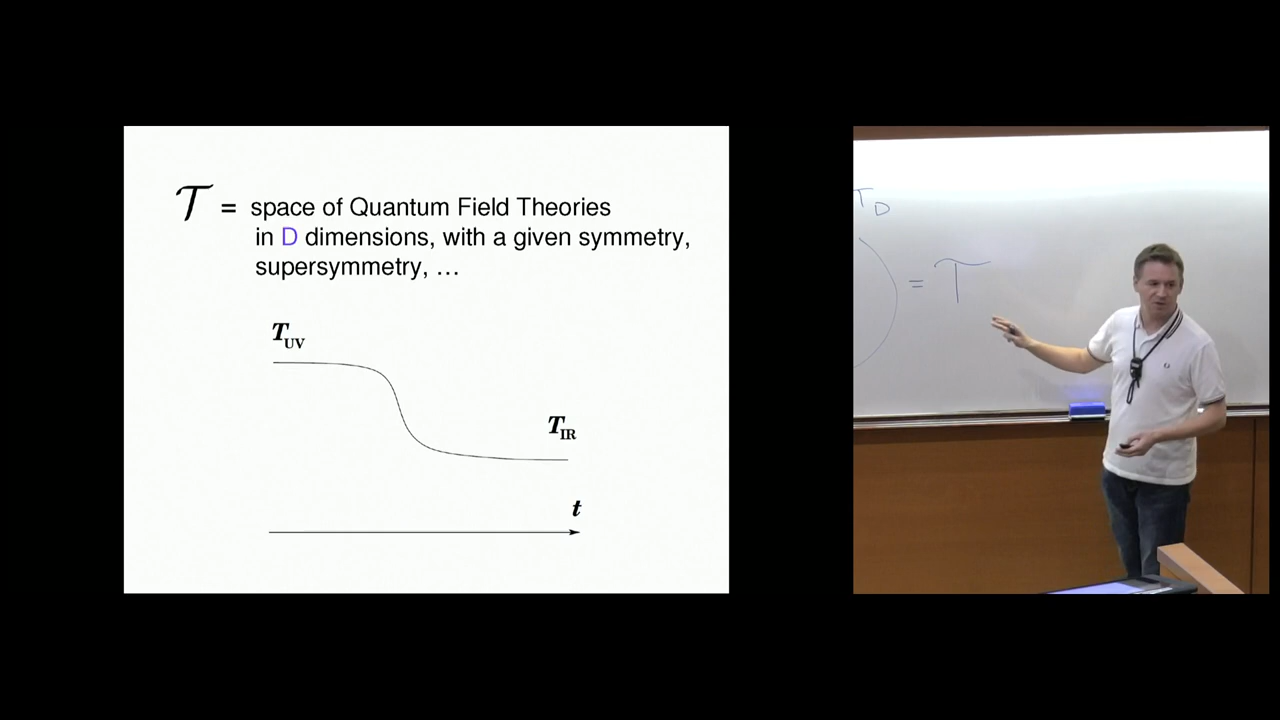 𝒯 = space of Quantum Field Theories
in D dimensions, with a given symmetry,
supersymmetry, …
T_UV
T_IR
t
T_D
= T